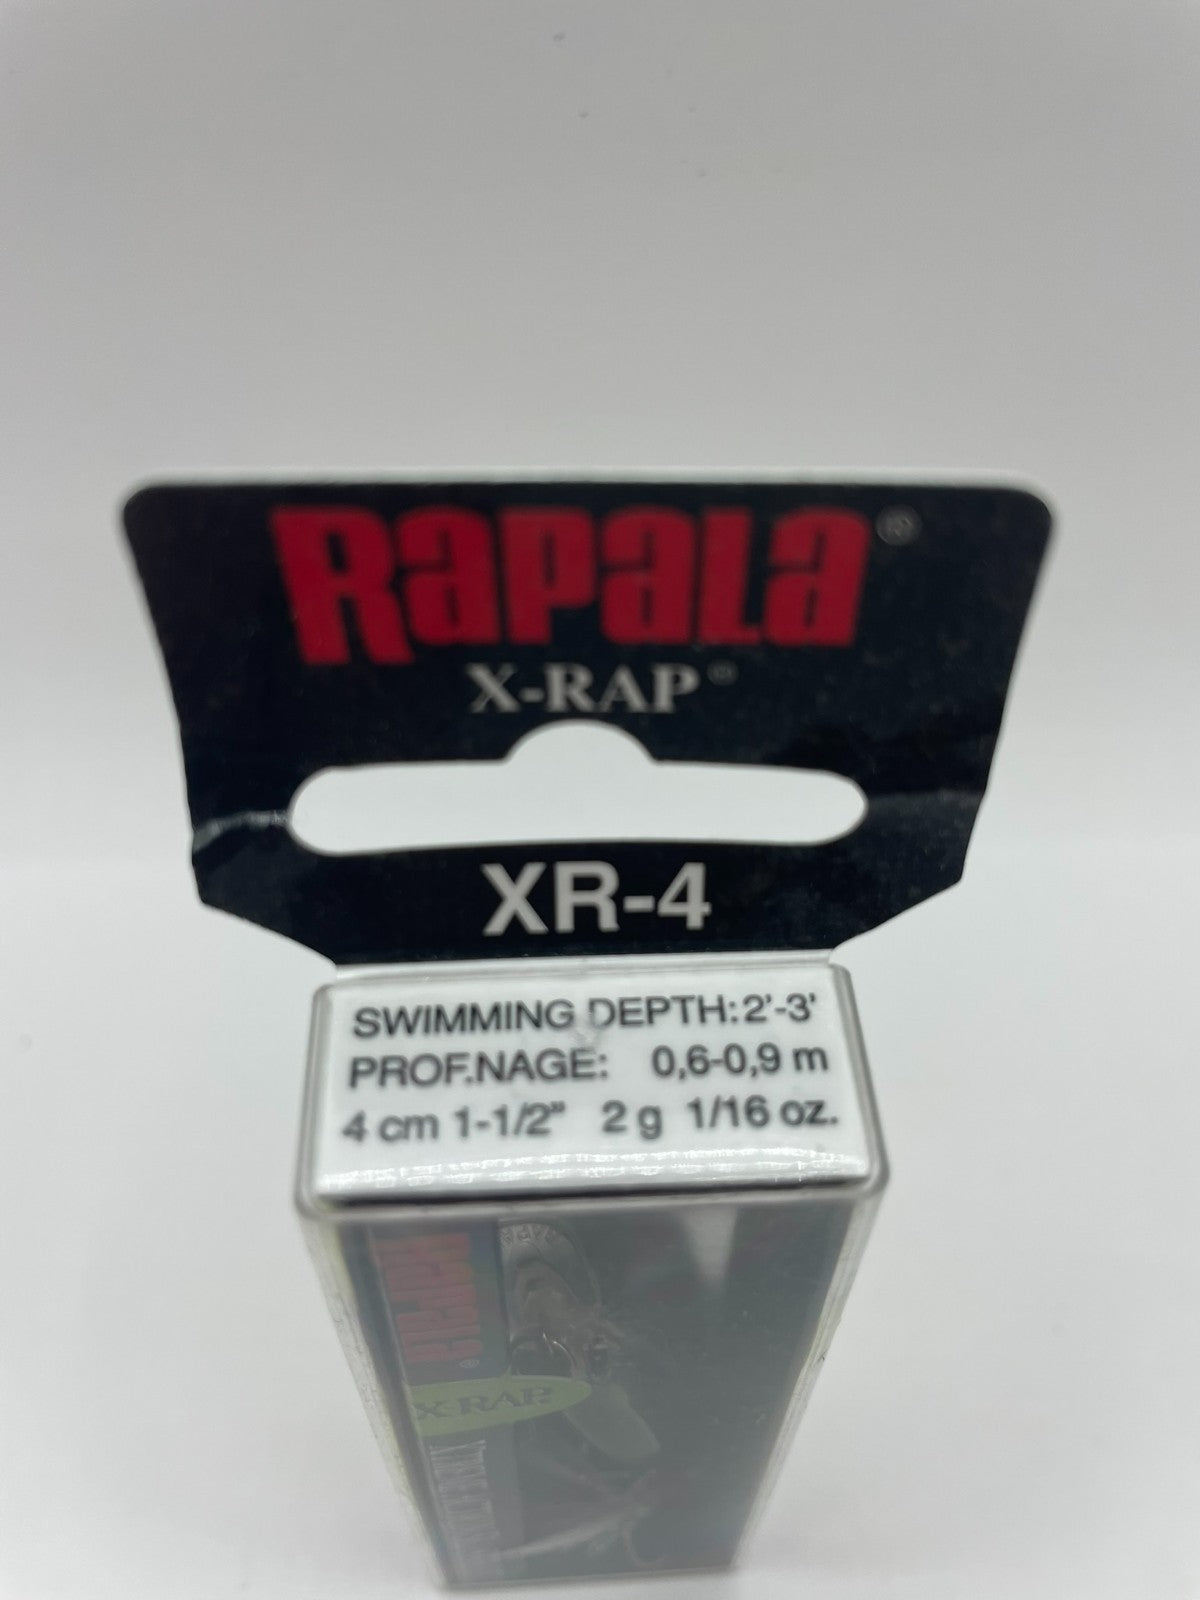 Rapala®
X-RAP®
XR-4
SWIMMING DEPTH: 2'-3'
PROF.NAGE: 0,6-0,9 m
4 cm 1-1/2" 2 g 1/16 oz.
Rapala®
X-RAP